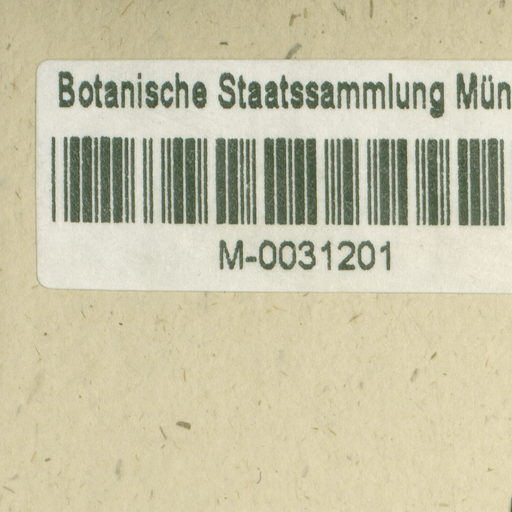 Botanische Staatssammlung Mün
M-0031201